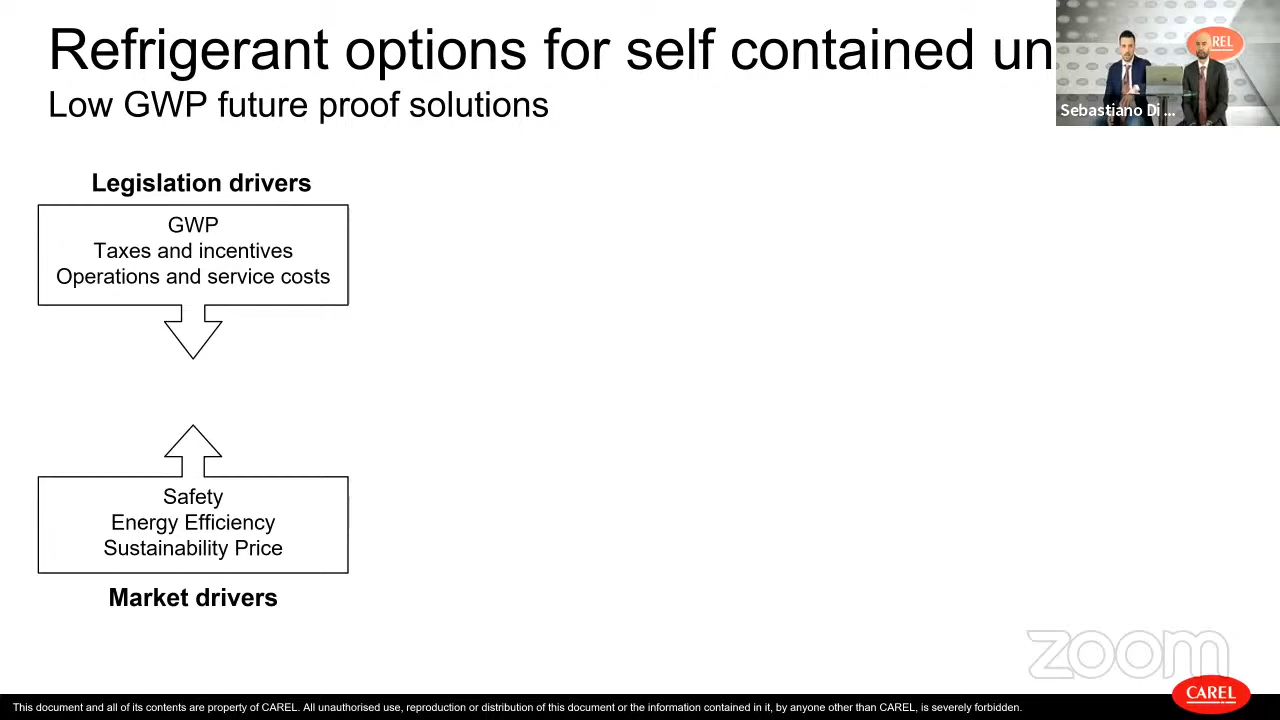 Refrigerant options for self contained un
Low GWP future proof solutions
Sebastiano Di ...
Legislation drivers
GWP
Taxes and incentives
Operations and service costs
Safety
Energy Efficiency
Sustainability Price
Market drivers
zoom
CAREL
This document and all of its contents are property of CAREL. All unauthorised use, reproduction or distribution of this document or the information contained in it, by anyone other than CAREL, is severely forbidden.